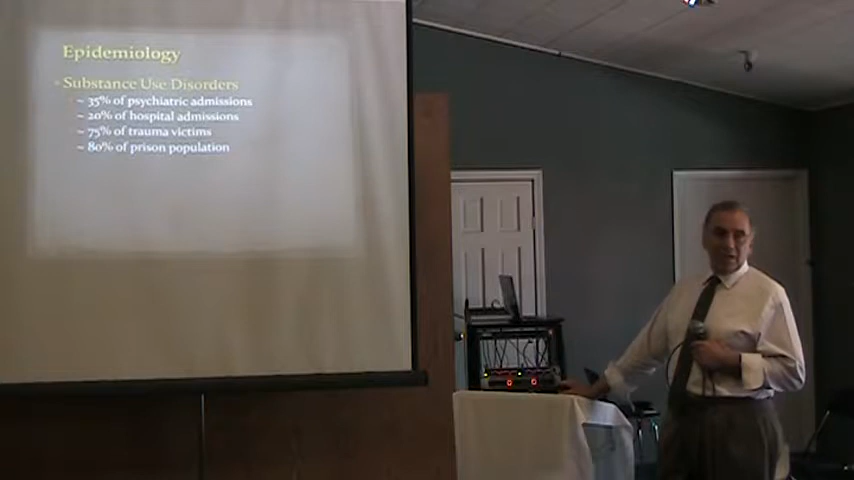 Epidemiology
Substance Use Disorders
~ 35% of psychiatric admissions
~ 20% of hospital admissions
~ 75% of trauma victims
~ 80% of prison population